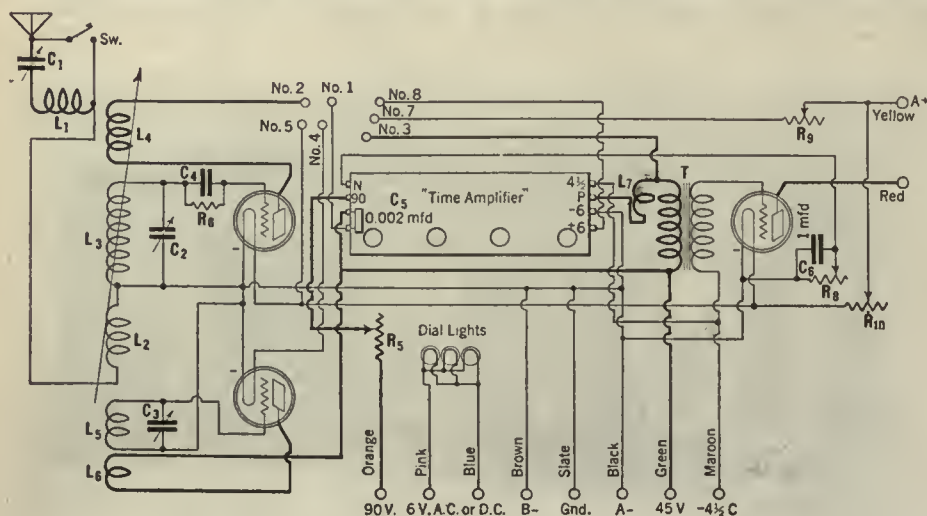 Sw.
C1
L1
L4
No. 2
No. 1
No. 5
No. 4
No. 8
No. 7
No. 3
R9
A+
Yellow
Red
C4
R6
L3
C2
L2
N
90
C5
0.002 mfd
"Time Amplifier"
4½
P
-6
+6
L7
T
1 mfd
C6
R8
R10
-
-
-
R5
Dial Lights
L5
C3
L6
Orange
Pink
Blue
Brown
Slate
Black
Green
Maroon
90 V. 6 V. A.C. or D.C. B- Gnd. A- 45 V -4½ C